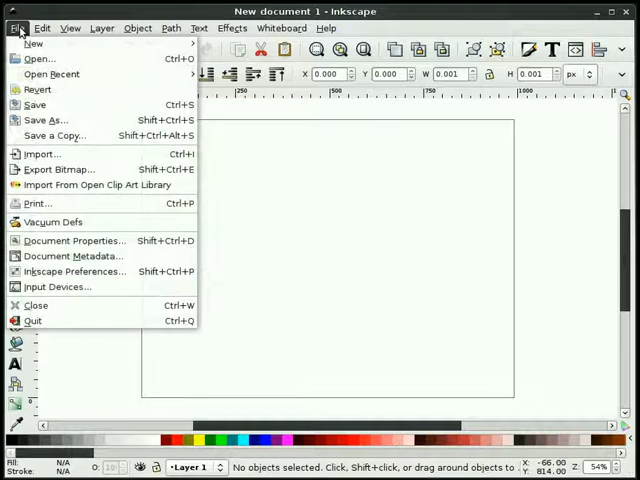 New document 1 - Inkscape
File Edit View Layer Object Path Text Effects Whiteboard Help
New
Open... Ctrl+O
Open Recent
Revert
Save Ctrl+S
Save As... Shift+Ctrl+S
Save a Copy... Shift+Ctrl+Alt+S
Import... Ctrl+I
Export Bitmap... Shift+Ctrl+E
Import From Open Clip Art Library
Print... Ctrl+P
Vacuum Defs
Document Properties... Shift+Ctrl+D
Document Metadata...
Inkscape Preferences... Shift+Ctrl+P
Input Devices...
Close Ctrl+W
Quit Ctrl+Q
X 0.000 Y 0.000 W 0.001 H 0.001 px
250 500 750 1000
Fill: N/A
Stroke: N/A
O: 10
•Layer 1
No objects selected. Click, Shift+click, or drag around objects to
X: -66.00
Y: 814.00
Z: 54%